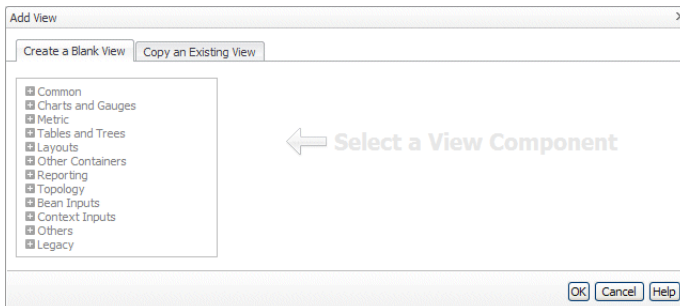 Add View
Create a Blank View
Copy an Existing View
Common
Charts and Gauges
Metric
Tables and Trees
Layouts
Other Containers
Reporting
Topology
Bean Inputs
Context Inputs
Others
Legacy
Select a View Component
OK
Cancel
Help